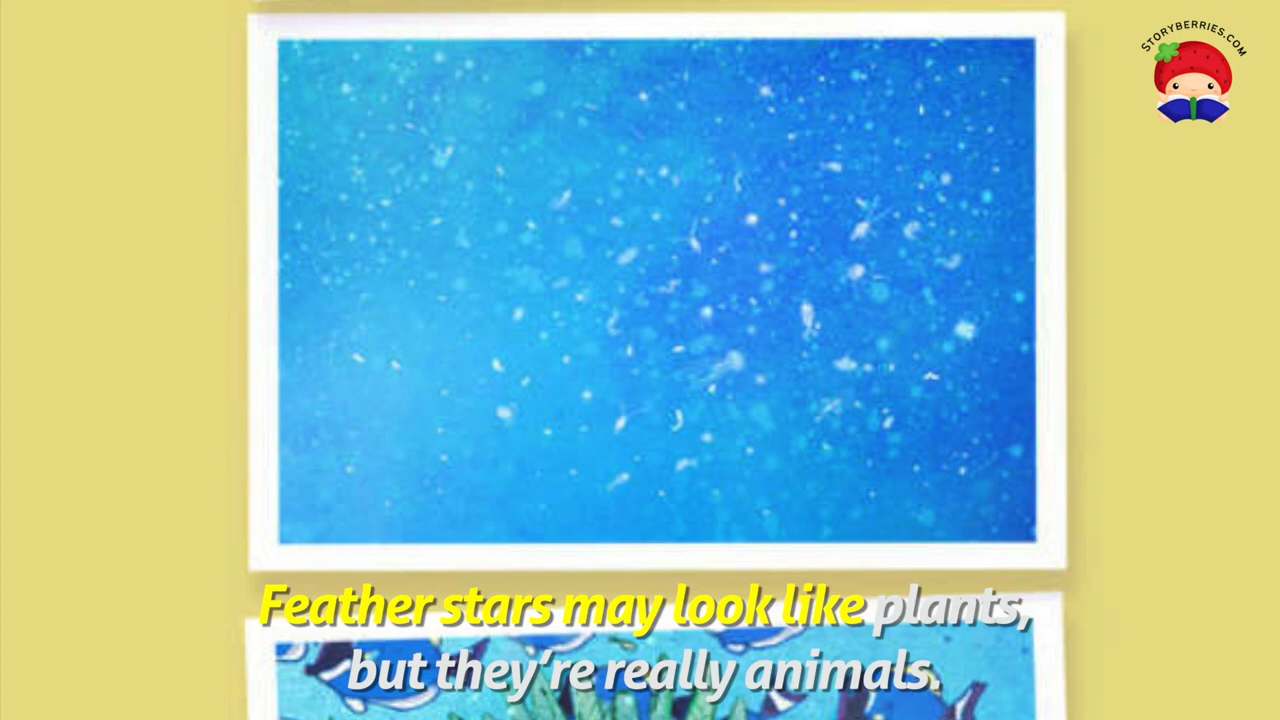 STORYBERRIES.COM
Feather stars may look like plants,
but they’re really animals.